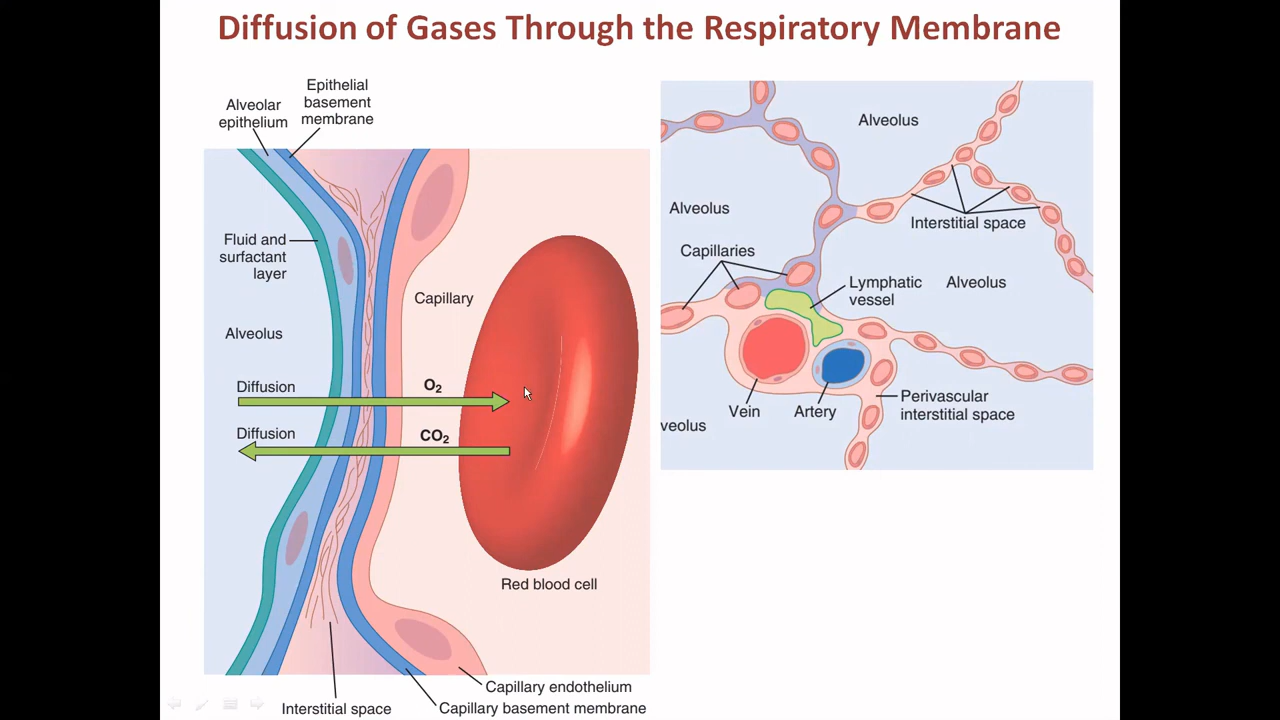 Diffusion of Gases Through the Respiratory Membrane
Epithelial
basement
membrane
Alveolar
epithelium
Fluid and
surfactant
layer
Alveolus
Capillary
Diffusion
O₂
Diffusion
CO₂
Red blood cell
Interstitial space
Capillary endothelium
Capillary basement membrane
Alveolus
Alveolus
Interstitial space
Capillaries
Lymphatic
vessel
Alveolus
Vein
Artery
Perivascular
interstitial space
veolus